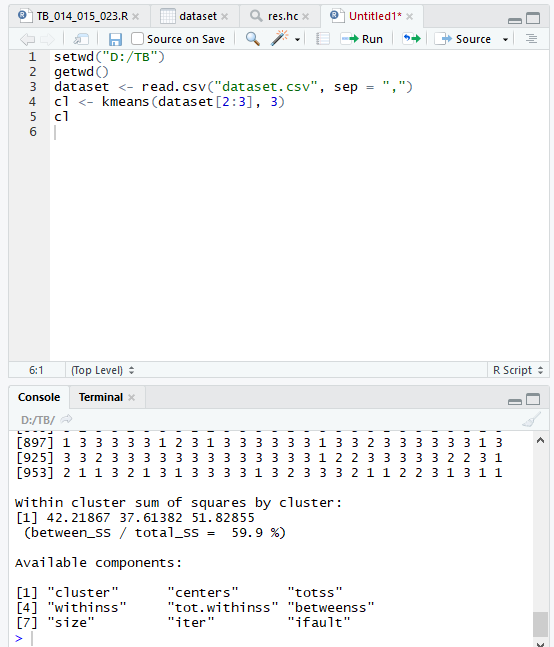 TB_014_015_023.R dataset res.hc Untitled1*
Source on Save Run Source
1 setwd("D:/TB")
2 getwd()
3 dataset <- read.csv("dataset.csv", sep = ",")
4 cl <- kmeans(dataset[2:3], 3)
5 cl
6
6:1 (Top Level) R Script
Console Terminal
D:/TB/
[897] 1 3 3 3 3 3 1 2 3 1 3 3 3 3 3 3 1 3 3 2 3 3 3 3 3 3 1 3
[925] 3 3 2 3 3 3 3 3 3 3 3 3 3 3 3 3 1 2 2 3 3 3 3 3 2 2 3 1
[953] 2 1 1 3 2 1 3 1 3 3 3 3 1 3 2 3 3 3 2 1 1 2 2 3 1 3 1 1
Within cluster sum of squares by cluster:
[1] 42.21867 37.61382 51.82855
(between_SS / total_SS = 59.9 %)
Available components:
[1] "cluster" "centers" "totss"
[4] "withinss" "tot.withinss" "betweenss"
[7] "size" "iter" "ifault"
>